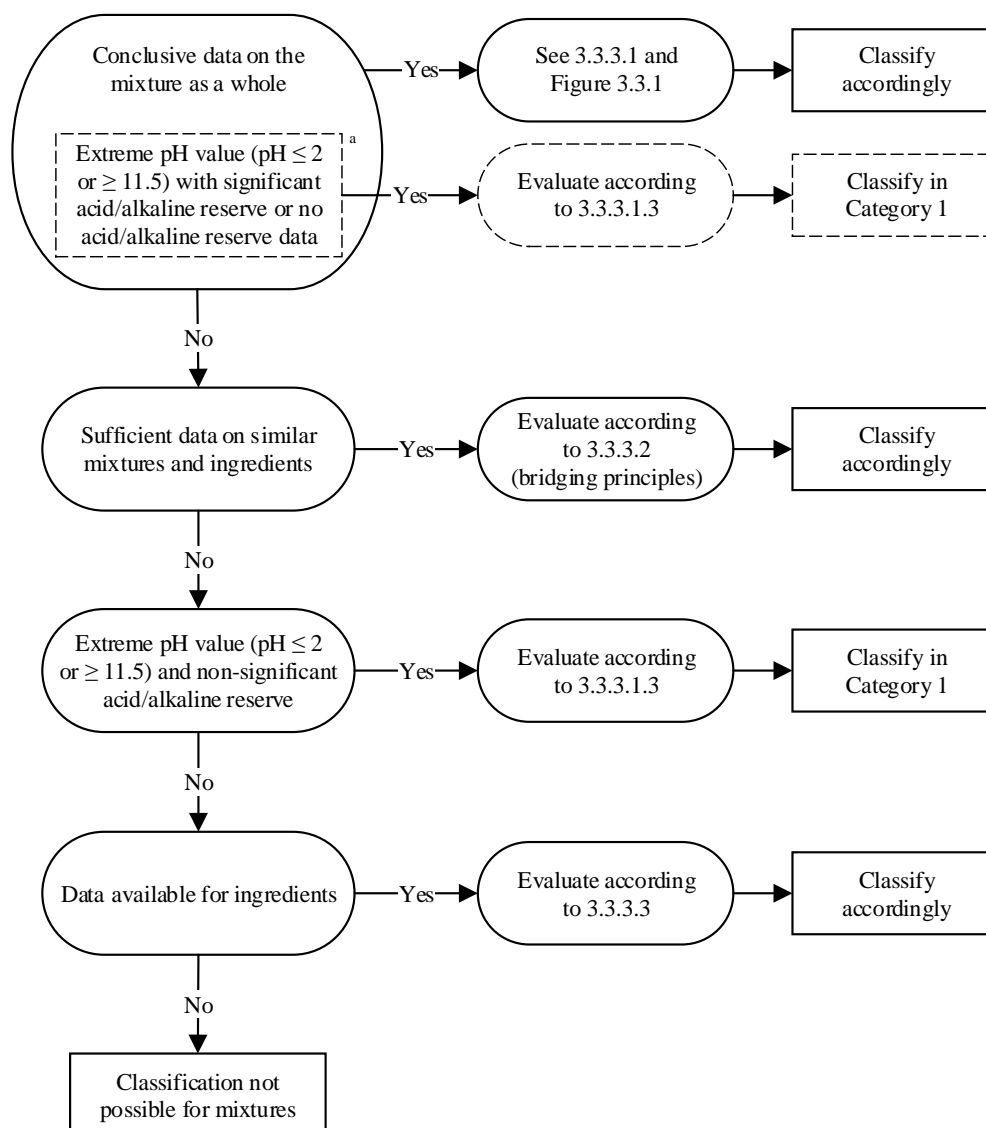 Conclusive data on the
mixture as a whole
Yes
See 3.3.3.1 and
Figure 3.3.1
Classify
accordingly
Extreme pH value (pH ≤ 2
or ≥ 11.5) with significant
acid/alkaline reserve or no
acid/alkaline reserve data
a
Yes
Evaluate according
to 3.3.3.1.3
Classify in
Category 1
No
Sufficient data on similar
mixtures and ingredients
Yes
Evaluate according
to 3.3.3.2
(bridging principles)
Classify
accordingly
No
Extreme pH value (pH ≤ 2
or ≥ 11.5) and non-significant
acid/alkaline reserve
Yes
Evaluate according
to 3.3.3.1.3
Classify in
Category 1
No
Data available for ingredients
Yes
Evaluate according
to 3.3.3.3
Classify
accordingly
No
Classification not
possible for mixtures